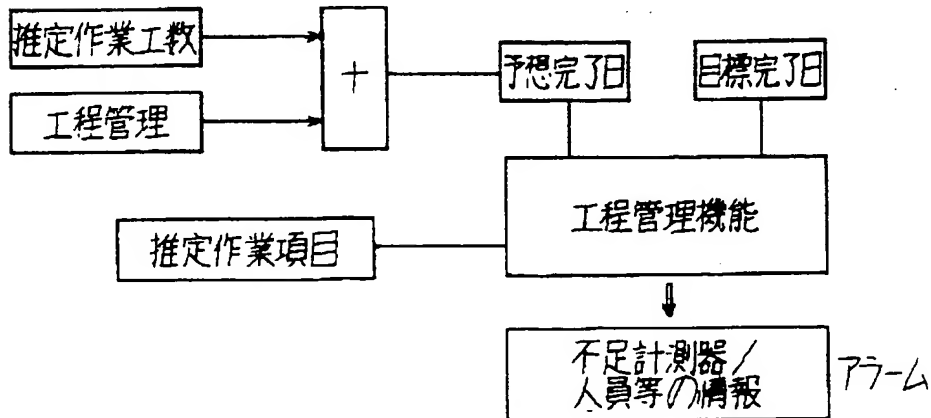 推定作業工数
工程管理
+
予想完了日
目標完了日
工程管理機能
推定作業項目
不足計測器/
人員等の情報
アラーム